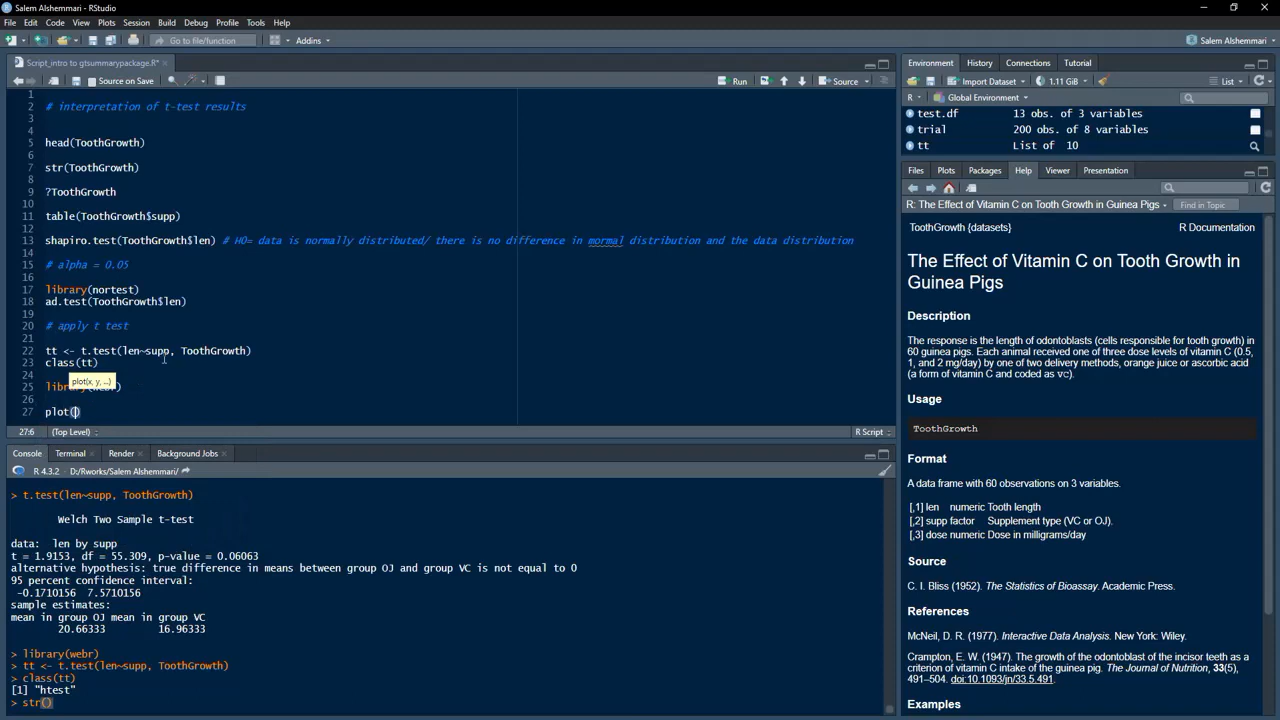 Salem Alshemmari - RStudio
File Edit Code View Plots Session Build Debug Profile Tools Help
Go to file/function Addins Salem Alshemmari
Script_intro to gtsummarypackage.R*
Source on Save Run Source
1
2 # interpretation of t-test results
3
4
5 head(ToothGrowth)
6
7 str(ToothGrowth)
8
9 ?ToothGrowth
10
11 table(ToothGrowth$supp)
12
13 shapiro.test(ToothGrowth$len) # H0= data is normally distributed/ there is no difference in mormal distribution and the data distribution
14
15 # alpha = 0.05
16
17 library(nortest)
18 ad.test(ToothGrowth$len)
19
20 # apply t test
21
22 tt <- t.test(len~supp, ToothGrowth)
23 class(tt)
24
plot(x, y, ...)
25 library(webr)
26
27 plot()
27:6 (Top Level) R Script
Console Terminal Render Background Jobs
R 4.3.2 · D:/Rworks/Salem Alshemmari/
> t.test(len~supp, ToothGrowth)
Welch Two Sample t-test
data: len by supp
t = 1.9153, df = 55.309, p-value = 0.06063
alternative hypothesis: true difference in means between group OJ and group VC is not equal to 0
95 percent confidence interval:
-0.1710156 7.5710156
sample estimates:
mean in group OJ mean in group VC
20.66333 16.96333
> library(webr)
> tt <- t.test(len~supp, ToothGrowth)
> class(tt)
[1] "htest"
> str()
Environment History Connections Tutorial
Import Dataset 1.11 GiB List
R Global Environment
test.df 13 obs. of 3 variables
trial 200 obs. of 8 variables
tt List of 10
Files Plots Packages Help Viewer Presentation
R: The Effect of Vitamin C on Tooth Growth in Guinea Pigs Find in Topic
ToothGrowth {datasets} R Documentation
The Effect of Vitamin C on Tooth Growth in
Guinea Pigs
Description
The response is the length of odontoblasts (cells responsible for tooth growth) in
60 guinea pigs. Each animal received one of three dose levels of vitamin C (0.5,
1, and 2 mg/day) by one of two delivery methods, orange juice or ascorbic acid
(a form of vitamin C and coded as VC).
Usage
ToothGrowth
Format
A data frame with 60 observations on 3 variables.
[,1] len numeric Tooth length
[,2] supp factor Supplement type (VC or OJ).
[,3] dose numeric Dose in milligrams/day
Source
C. I. Bliss (1952). The Statistics of Bioassay. Academic Press.
References
McNeil, D. R. (1977). Interactive Data Analysis. New York: Wiley.
Crampton, E. W. (1947). The growth of the odontoblast of the incisor teeth as a
criterion of vitamin C intake of the guinea pig. The Journal of Nutrition, 33(5),
491–504. doi:10.1093/jn/33.5.491.
Examples